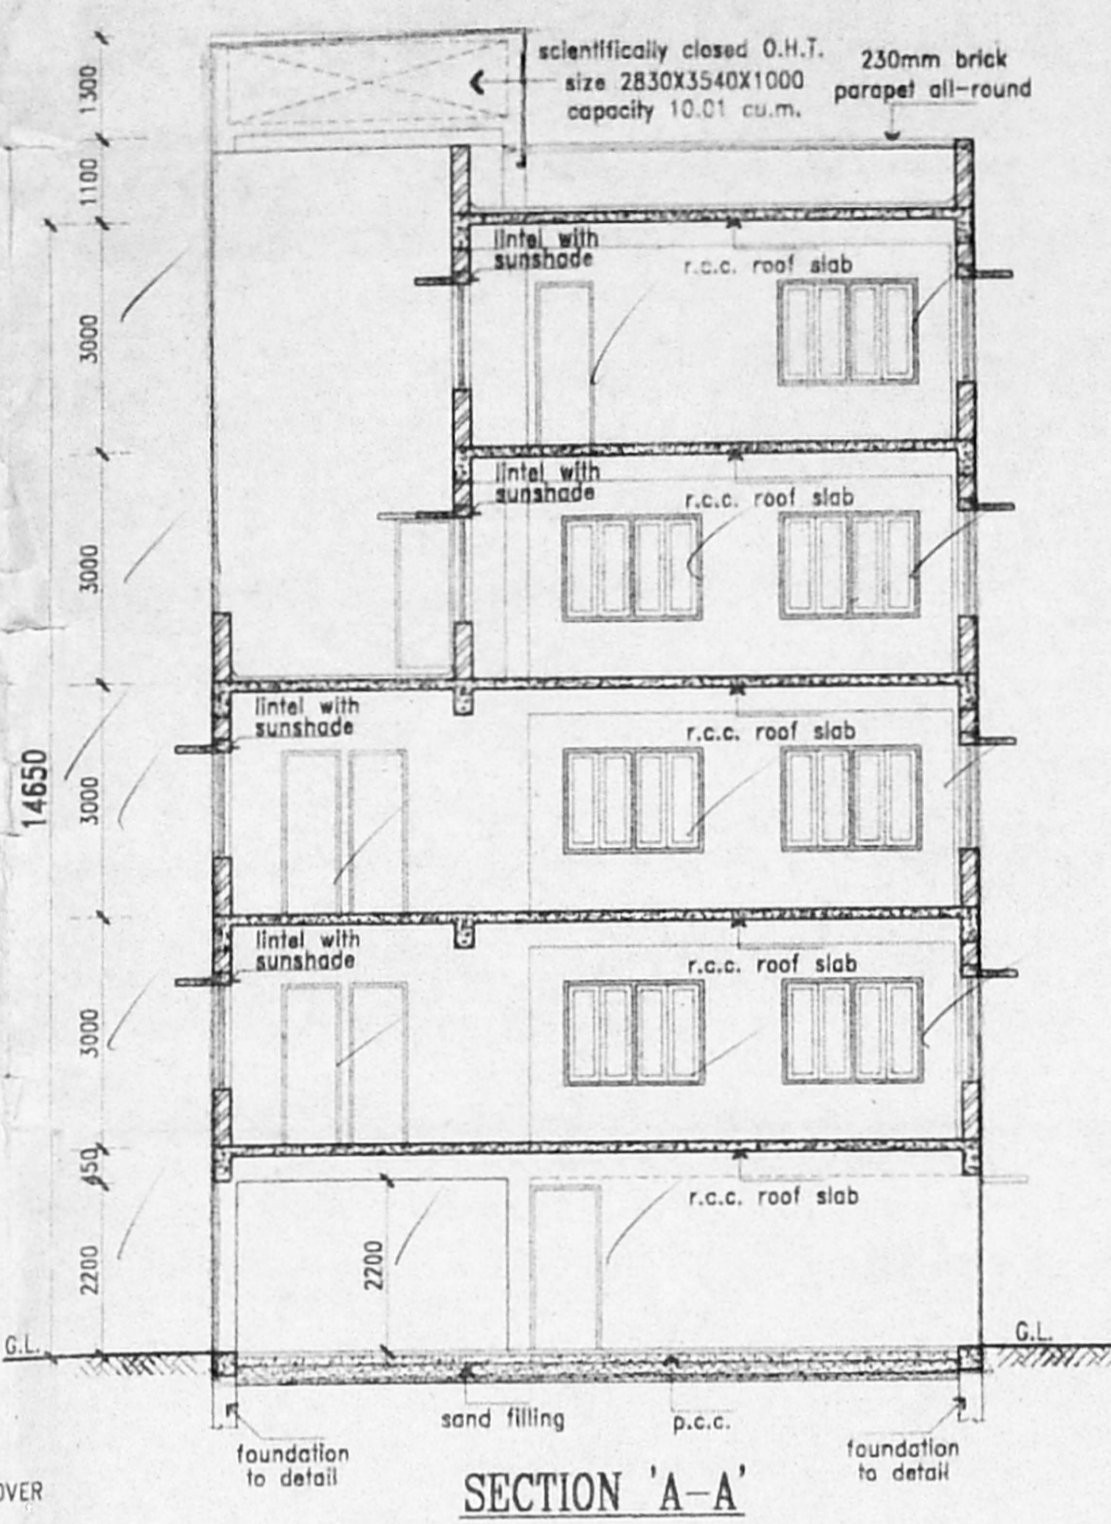 scientifically closed O.H.T.
size 2830X3540X1000
capacity 10.01 cu.m.
230mm brick
parapet all-round
1300
1100
lintel with
sunshade
r.c.c. roof slab
3000
lintel with
sunshade
r.c.c. roof slab
3000
lintel with
sunshade
r.c.c. roof slab
14650
3000
lintel with
sunshade
r.c.c. roof slab
3000
450
r.c.c. roof slab
2200
2200
G.L.
G.L.
sand filling
p.c.c.
foundation
to detail
foundation
to detail
OVER
SECTION 'A-A'